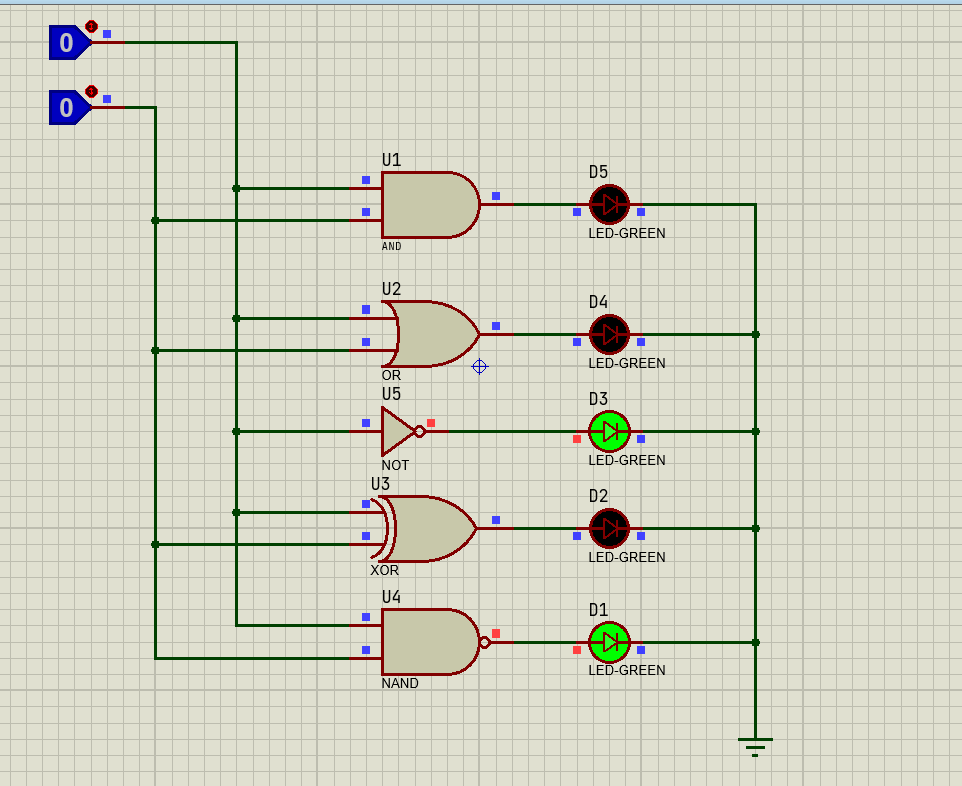 0
0
U1
AND
D5
LED-GREEN
U2
OR
D4
LED-GREEN
U5
NOT
D3
LED-GREEN
U3
XOR
D2
LED-GREEN
U4
NAND
D1
LED-GREEN